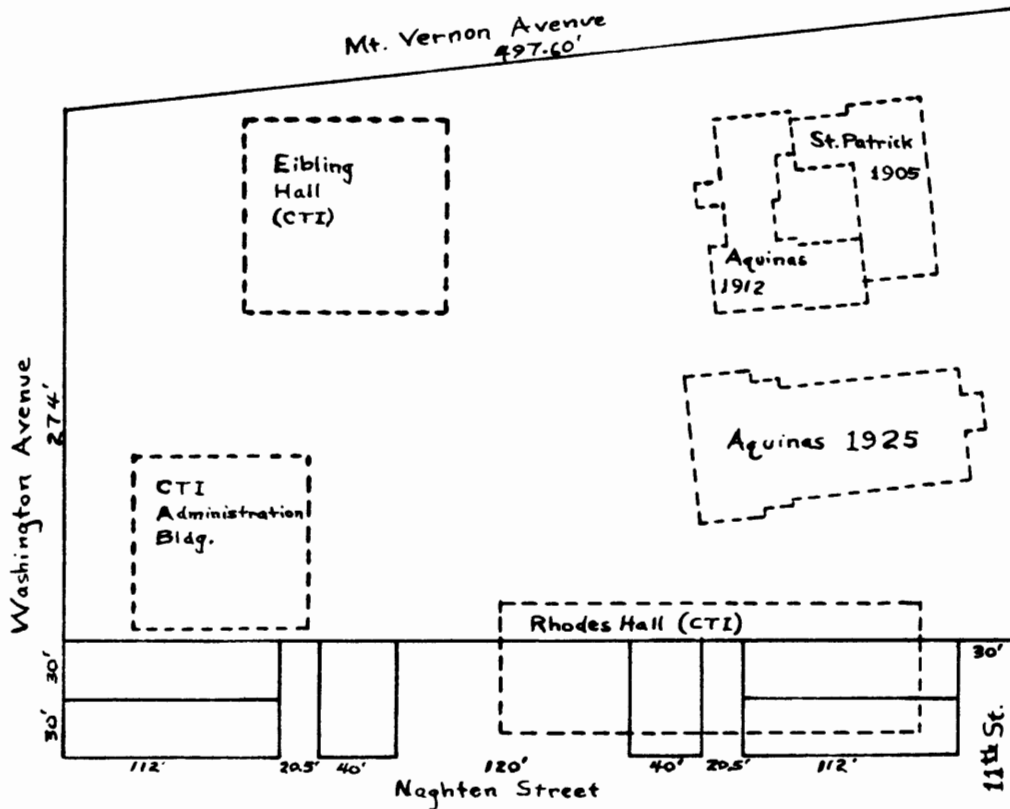 Mt. Vernon Avenue
497.60'
Eibling
Hall
(CTI)
St. Patrick
1905
Aquinas
1912
Washington Avenue
274'
Aquinas 1925
CTI
Administration
Bldg.
Rhodes Hall (CTI)
30'
30'
30'
11th St.
112'
20.5'
40'
120'
40'
20.5'
112'
Naghten Street